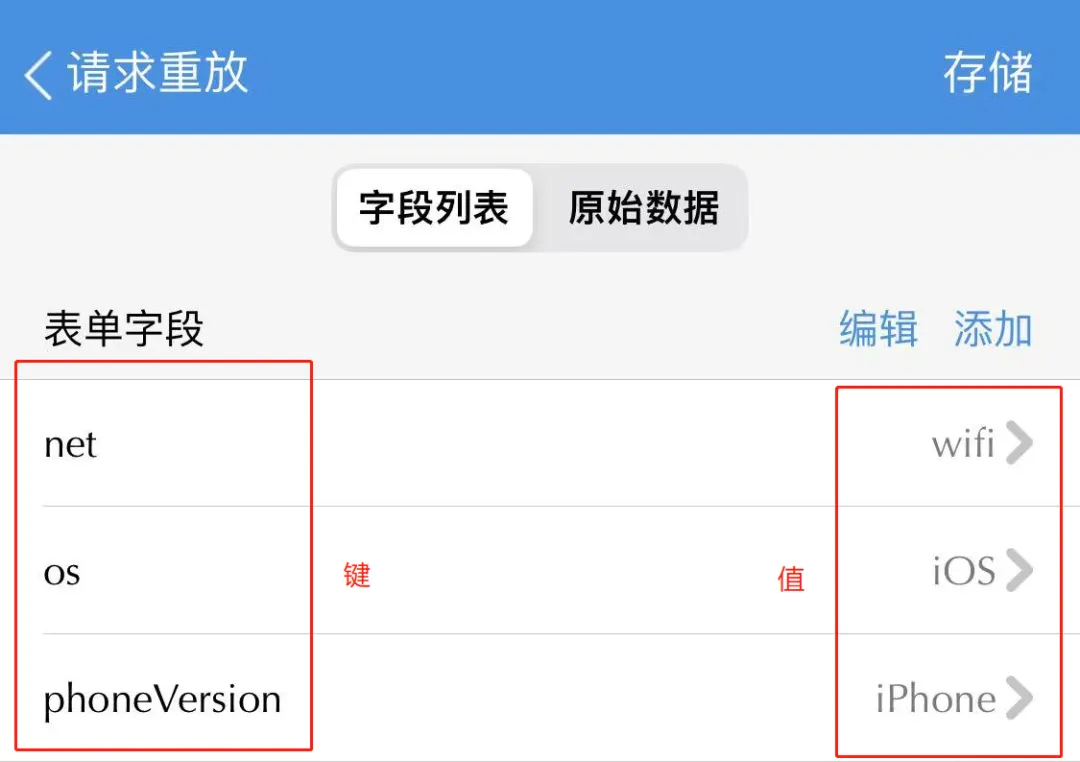 请求重放 存储
字段列表 原始数据
表单字段 编辑 添加
net wifi
os 键 值 iOS
phoneVersion iPhone